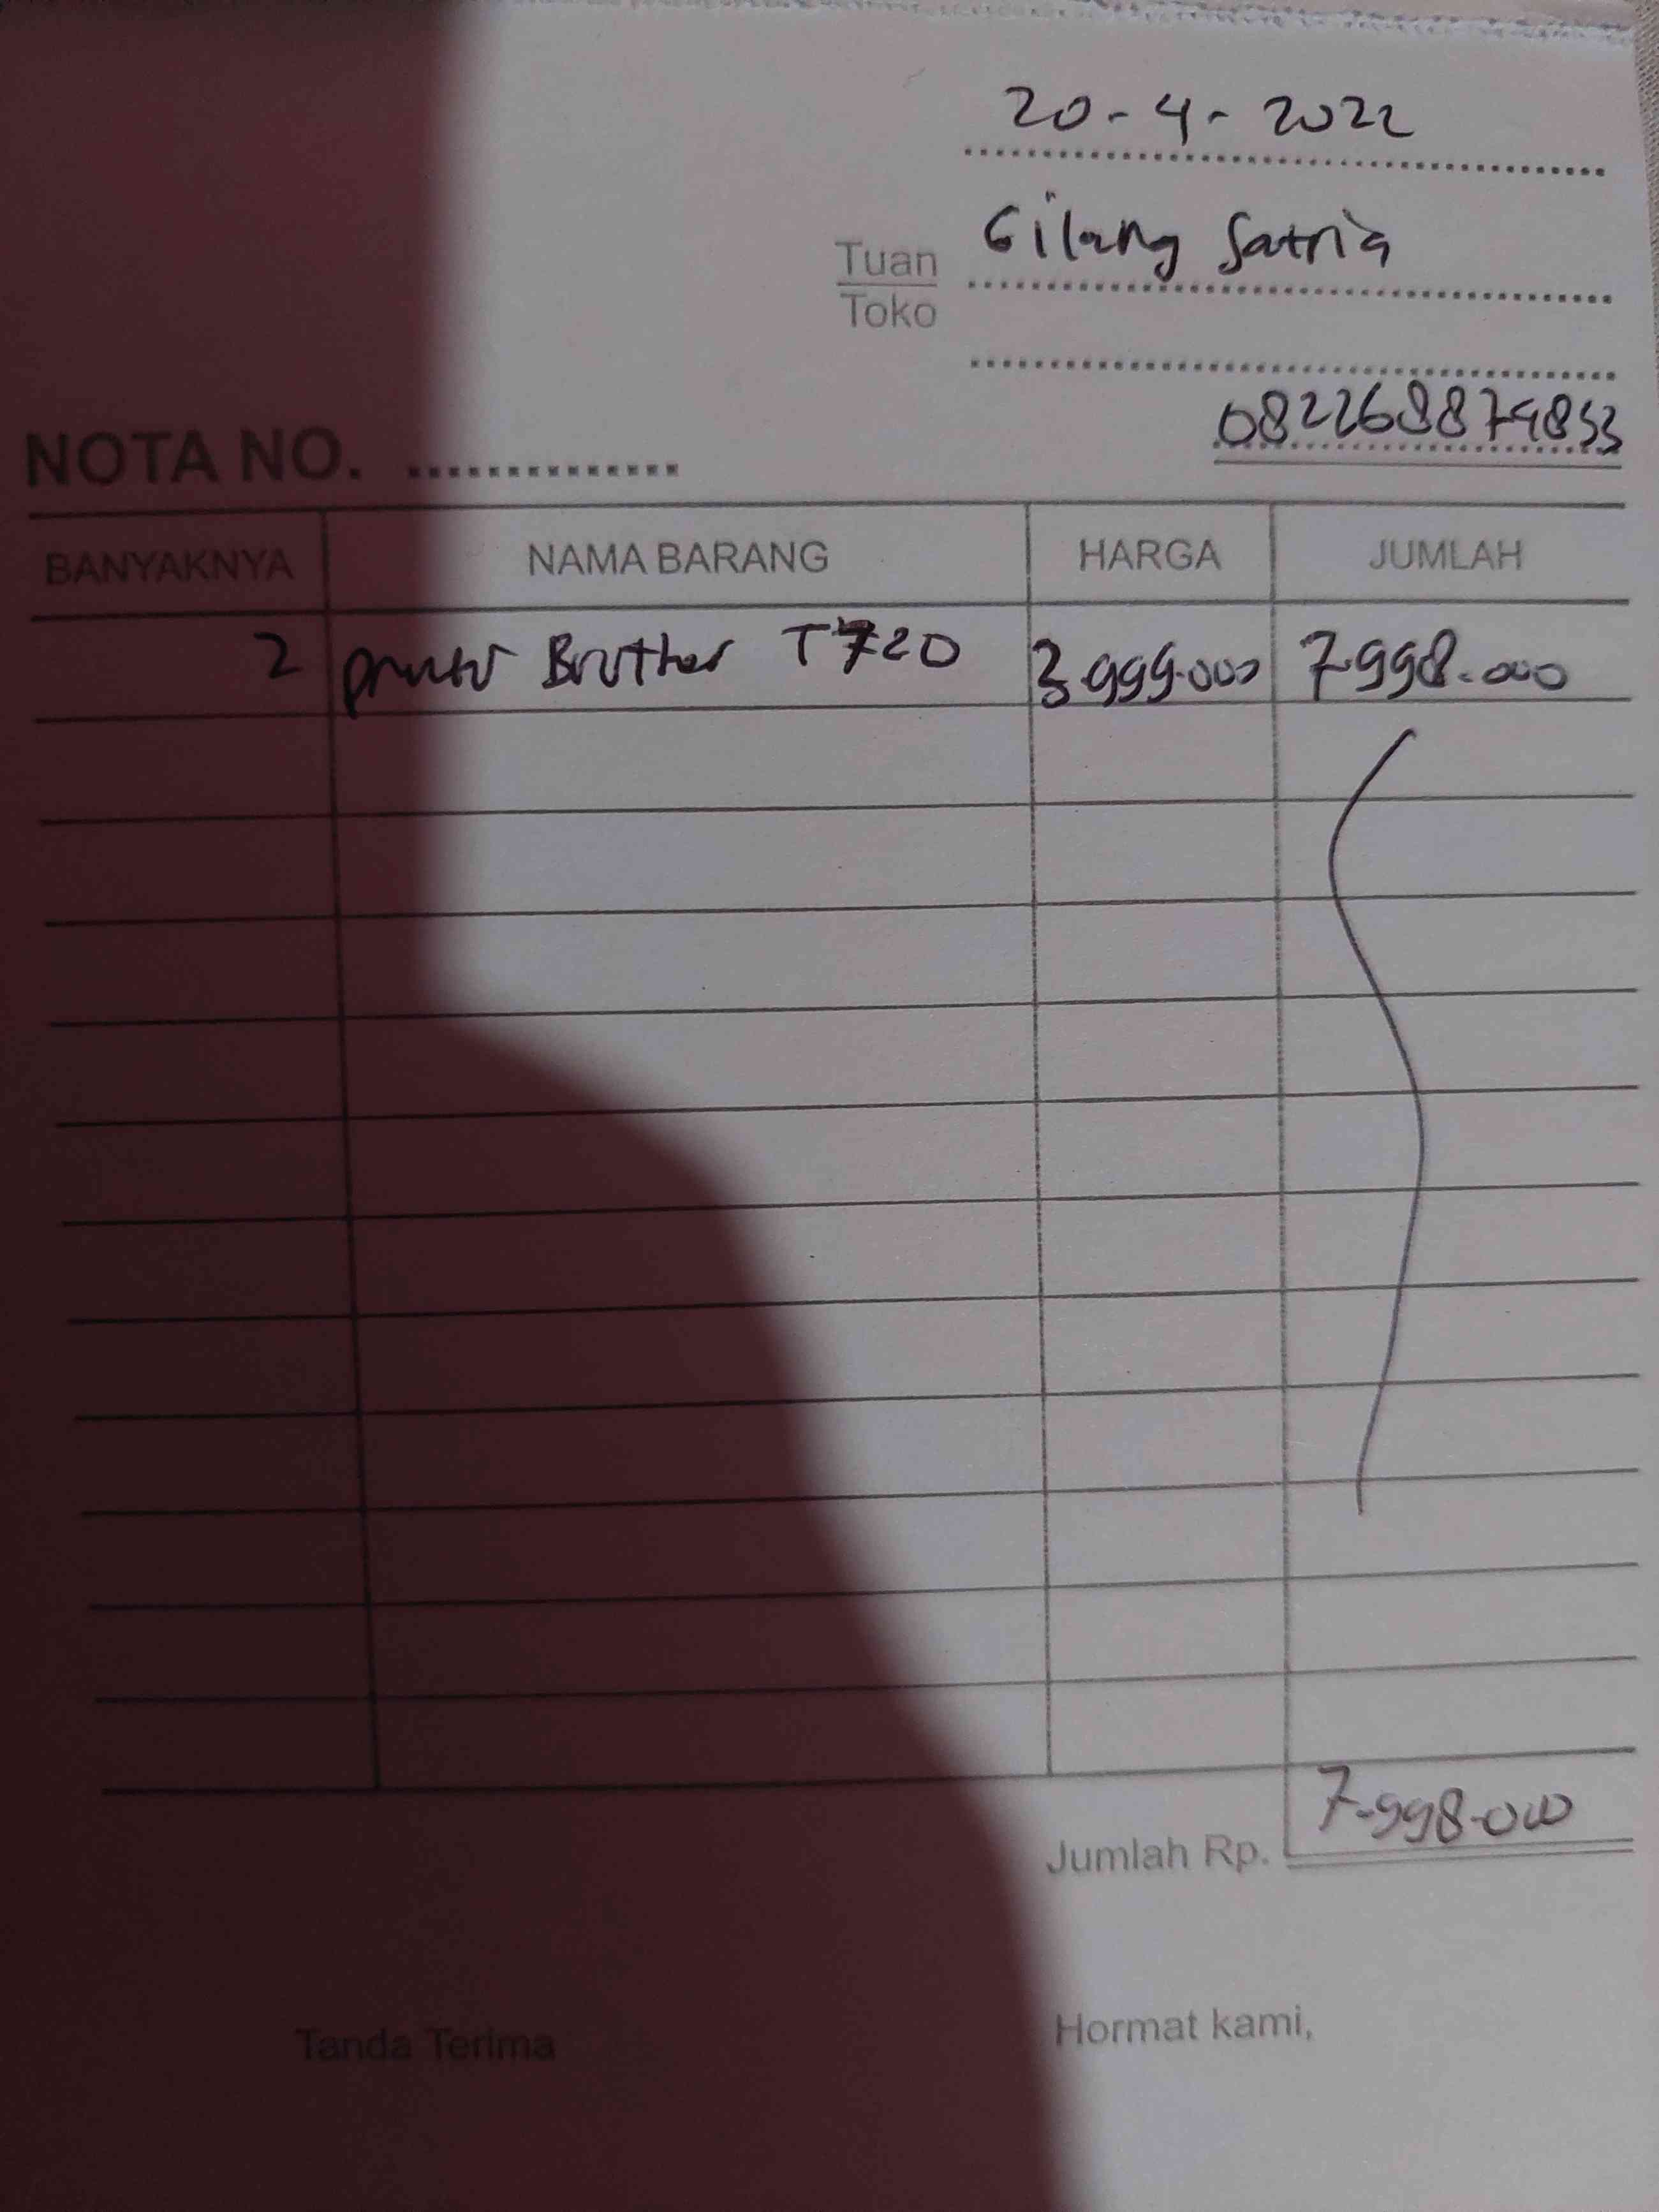 20-4-2022
Tuan Gilang Satria
Toko
082268874853
NOTA NO. ..............
BANYAKNYA NAMA BARANG HARGA JUMLAH
2 printer Brother T720 3.999.000 7.998.000
Jumlah Rp. 7.998.000
Tanda Terima Hormat kami,